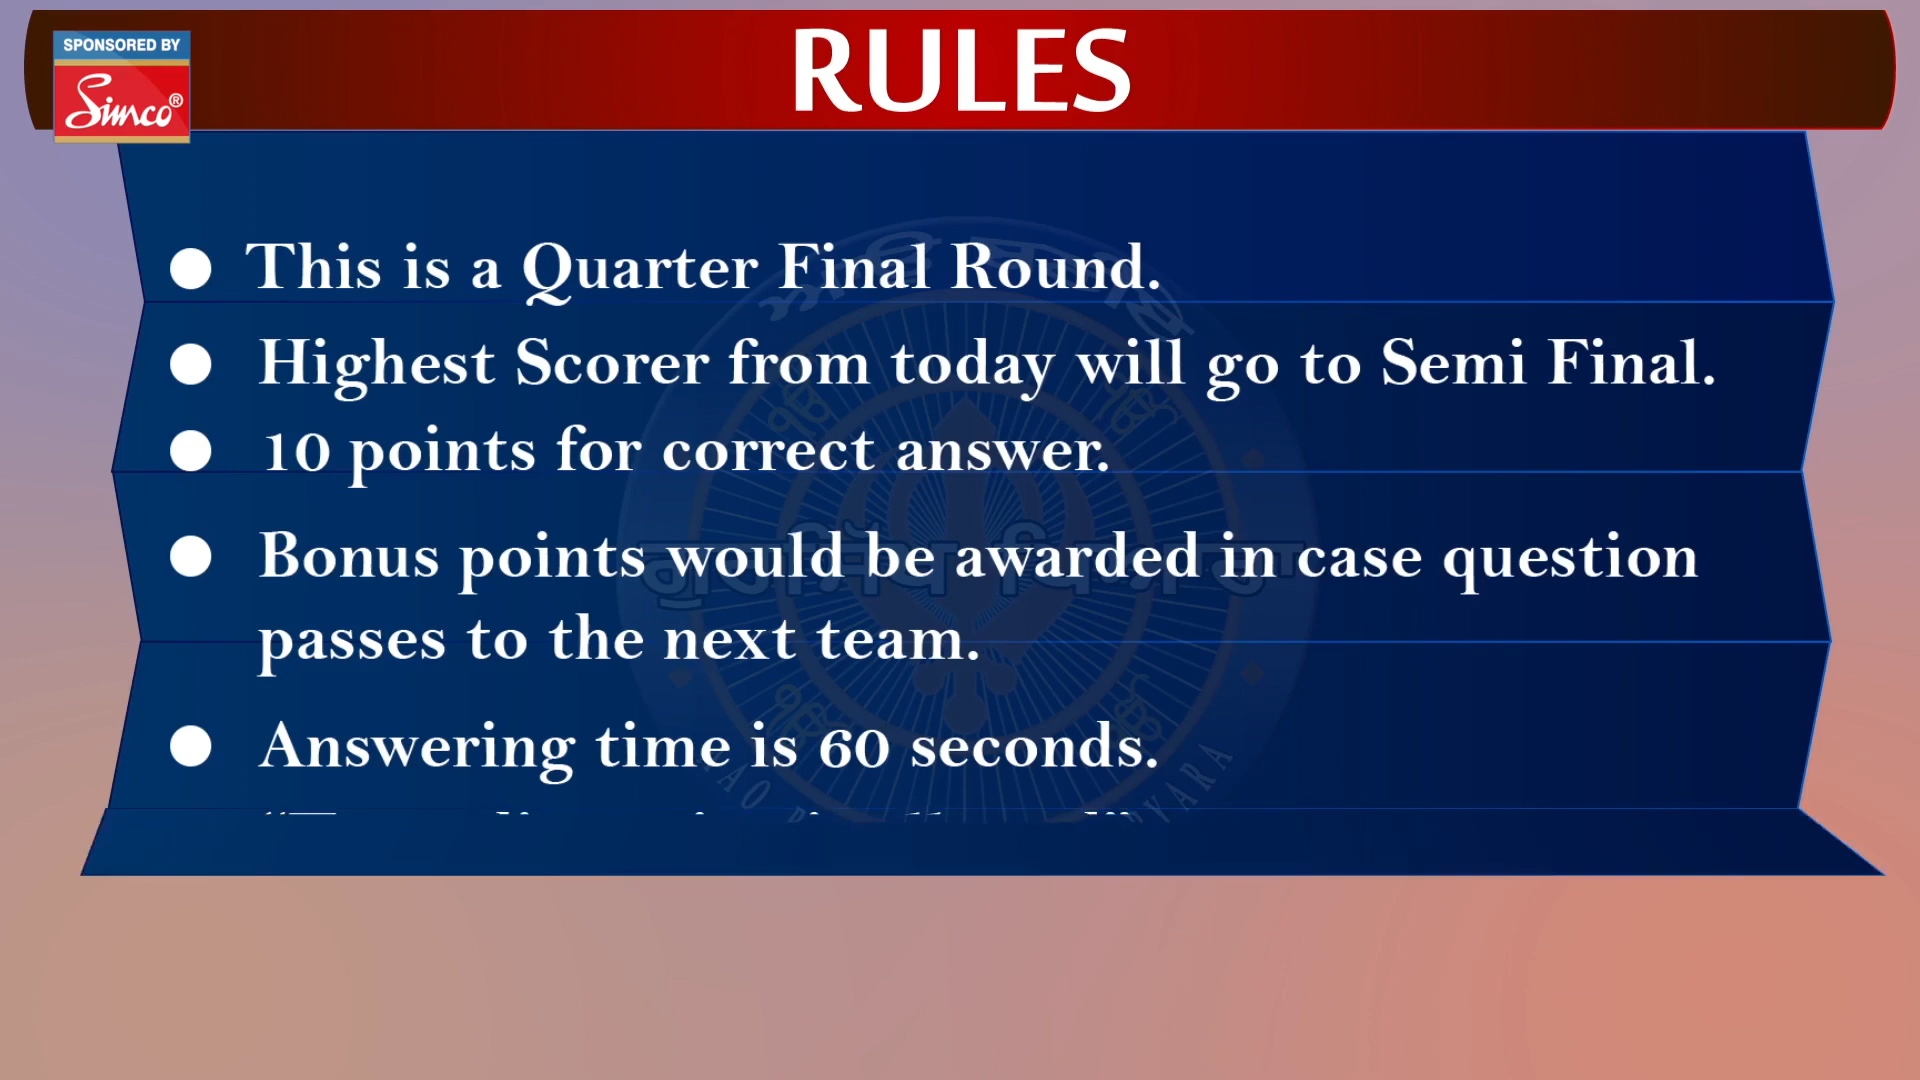 RULES
SPONSORED BY
Simco®
This is a Quarter Final Round.
Highest Scorer from today will go to Semi Final.
10 points for correct answer.
Bonus points would be awarded in case question
passes to the next team.
Answering time is 60 seconds.